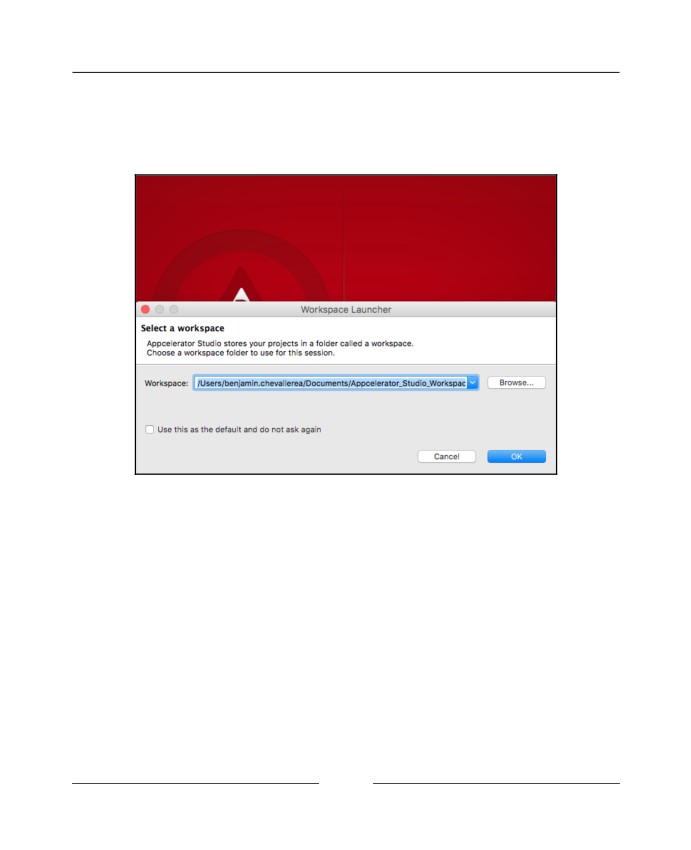 Workspace Launcher
Select a workspace
Appcelerator Studio stores your projects in a folder called a workspace.
Choose a workspace folder to use for this session.
Workspace: /Users/benjamin.chevallerea/Documents/Appcelerator_Studio_Workspac Browse...
Use this as the default and do not ask again
Cancel OK